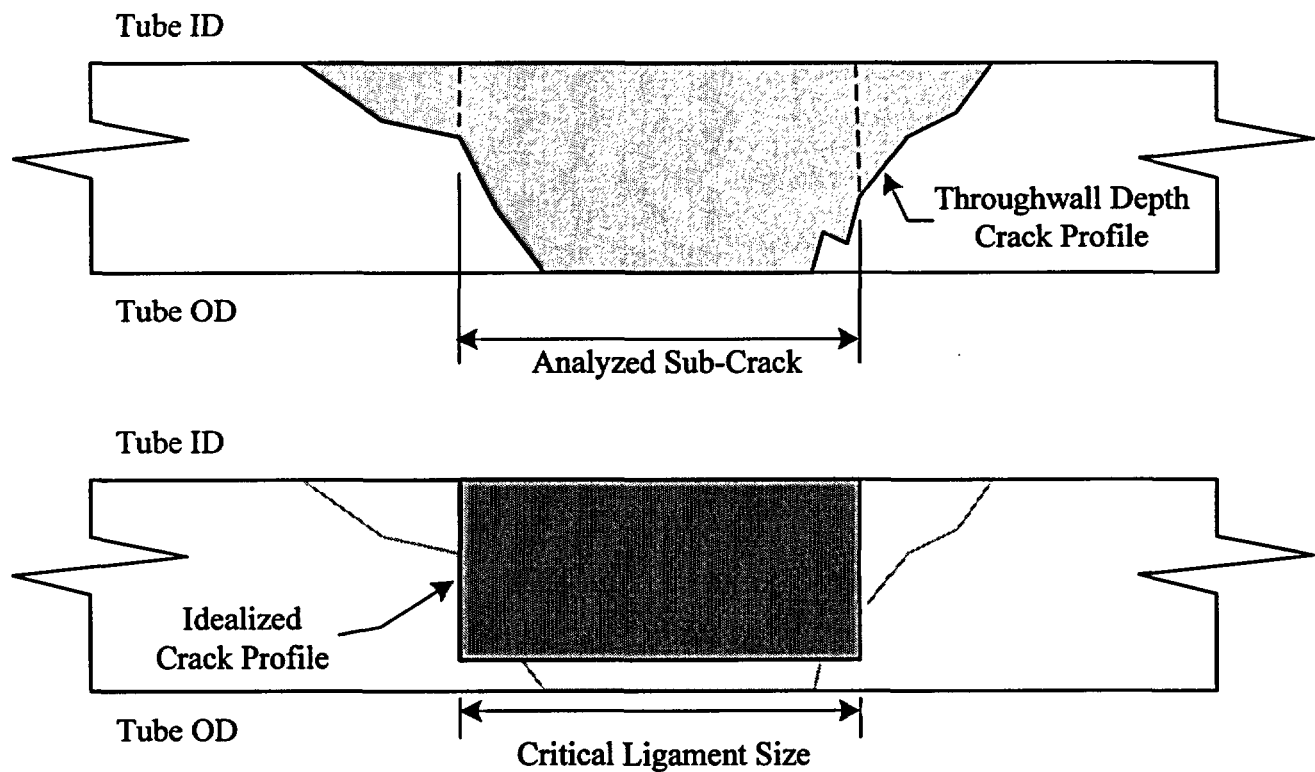 Tube ID
Throughwall Depth
Crack Profile
Tube OD
Analyzed Sub-Crack
Tube ID
Idealized
Crack Profile
Tube OD
Critical Ligament Size